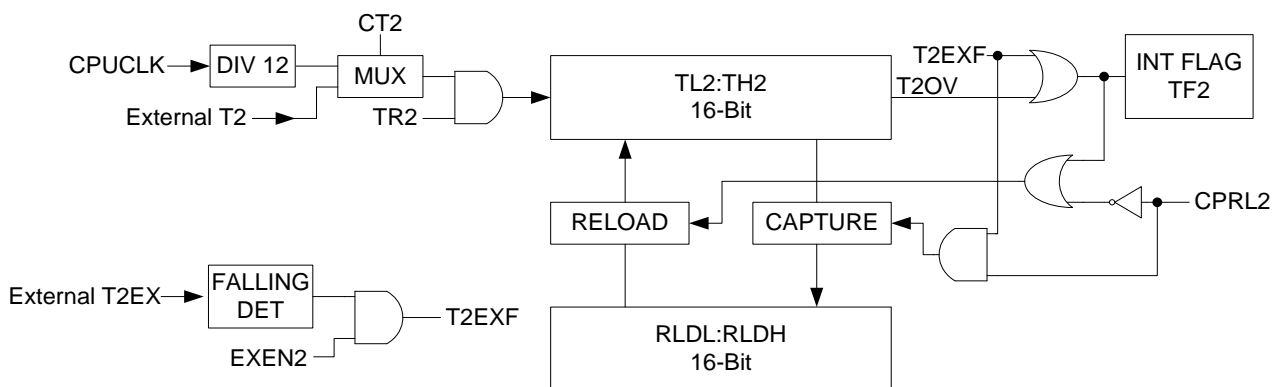 CT2
CPUCLK
DIV 12
MUX
External T2
TR2
TL2:TH2
16-Bit
T2EXF
T2OV
INT FLAG
TF2
RELOAD
CAPTURE
CPRL2
External T2EX
FALLING
DET
T2EXF
EXEN2
RLDL:RLDH
16-Bit